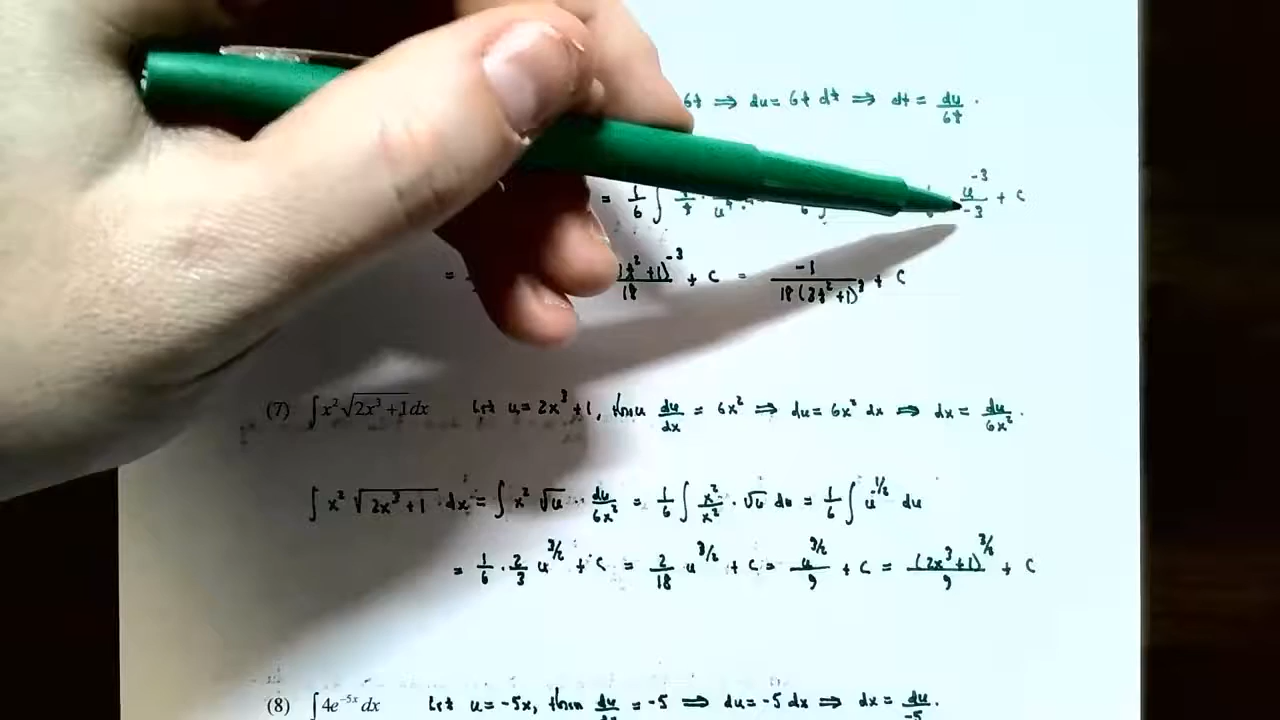 6t ⇒ du = 6t dt ⇒ dt = du/6t .
= 1/6 ∫ u⁻³/-3 + C
= (3t²+1)⁻³/18 + C = -1/18(3t²+1)³ + C
(7) ∫x²√(2x³+1)dx Let u = 2x³+1, then du/dx = 6x² ⇒ du = 6x² dx ⇒ dx = du/6x² .
∫ x² √(2x³+1) · dx = ∫ x² √u · du/6x² = 1/6 ∫ x²/x² · √u du = 1/6 ∫ u^-1/2 du
= 1/6 · 2/3 u^3/2 + C = 2/18 u^3/2 + C = u^3/2/9 + C = (2x³+1)^3/2/9 + C
(8) ∫4e⁻⁵ˣ dx Let u = -5x, then du/dx = -5 ⇒ du = -5 dx ⇒ dx = du/-5 .